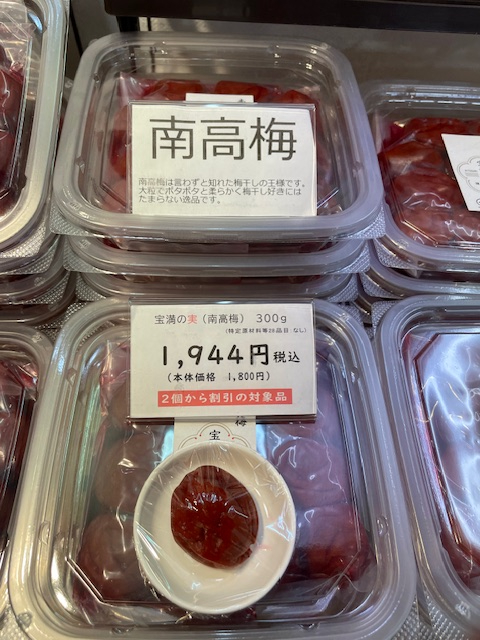 南高梅
南高梅は言わずと知れた梅干しの王様です。
大粒でボタボタと柔らかく梅干し好きには
たまらない逸品です。
宝満の実（南高梅） 300g
（特定原材料等28品目:なし）
1,944円税込
（本体価格 1,800円）
2個から割引の対象品
梅
宝